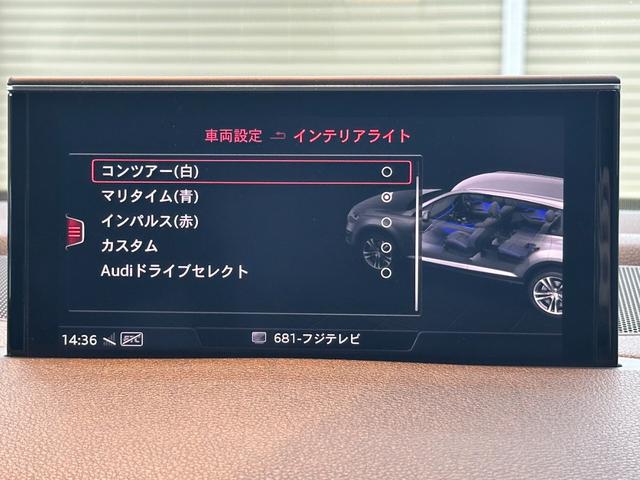 車両設定 インテリアライト
コンツアー(白)
マリタイム(青)
インパルス(赤)
カスタム
Audiドライブセレクト
14:36 ETC 681-フジテレビ